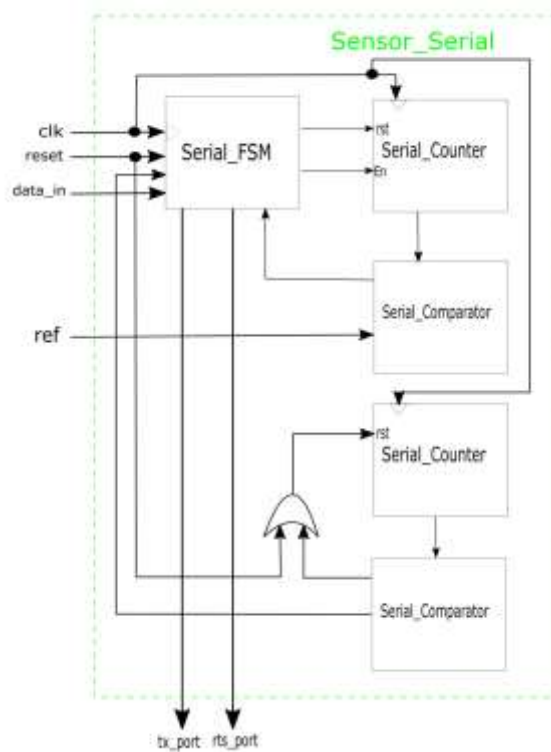 Sensor_Serial
clk
reset
data_in
Serial_FSM
rst
Serial_Counter
En
Serial_Comparator
ref
rst
Serial_Counter
Serial_Comparator
tx_port
rts_port